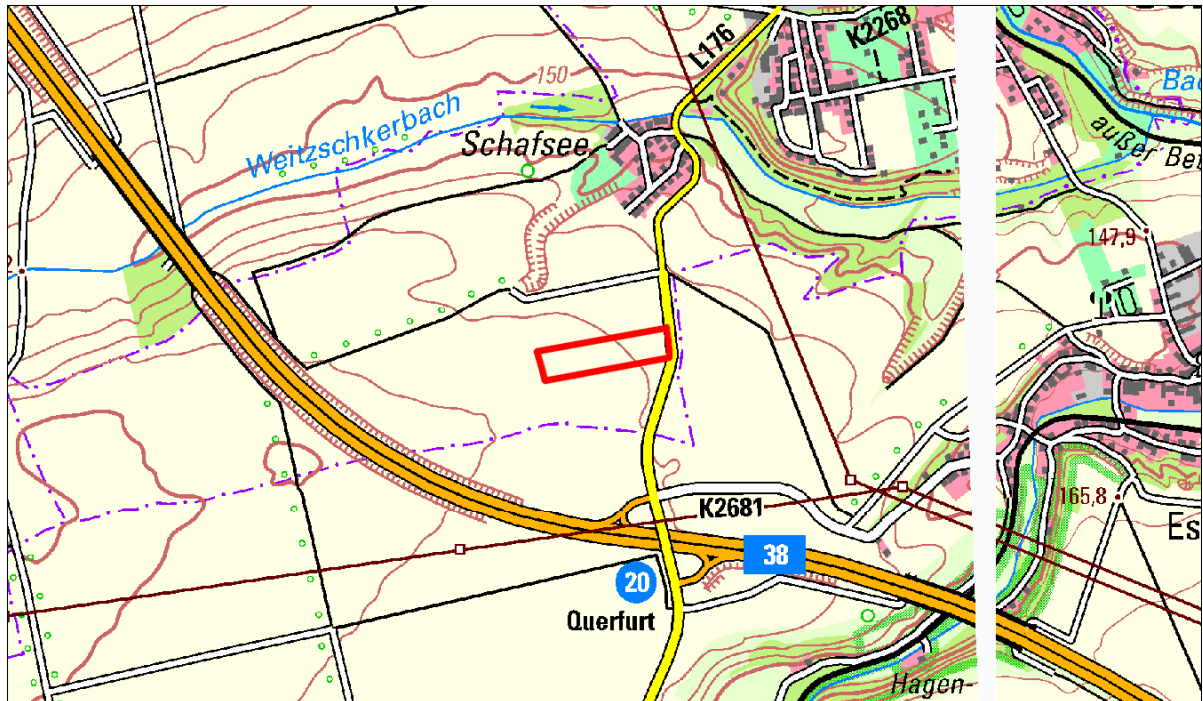 L176
K2268
150
Weitzschkerbach
Schafsee
Bac
außer Be
147,9
K2681
165,8
Es
38
20
Querfurt
Hagen-